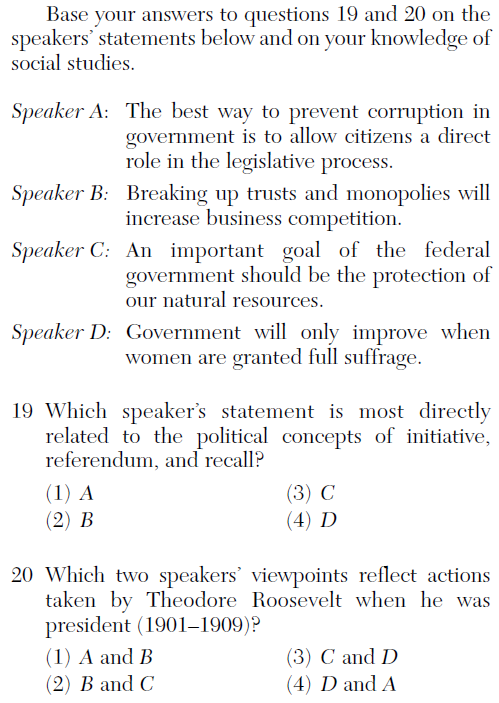 Base your answers to questions 19 and 20 on the
speakers' statements below and on your knowledge of
social studies.
Speaker A: The best way to prevent corruption in
government is to allow citizens a direct
role in the legislative process.
Speaker B: Breaking up trusts and monopolies will
increase business competition.
Speaker C: An important goal of the federal
government should be the protection of
our natural resources.
Speaker D: Government will only improve when
women are granted full suffrage.
19 Which speaker's statement is most directly
related to the political concepts of initiative,
referendum, and recall?
(1) A (3) C
(2) B (4) D
20 Which two speakers' viewpoints reflect actions
taken by Theodore Roosevelt when he was
president (1901–1909)?
(1) A and B (3) C and D
(2) B and C (4) D and A